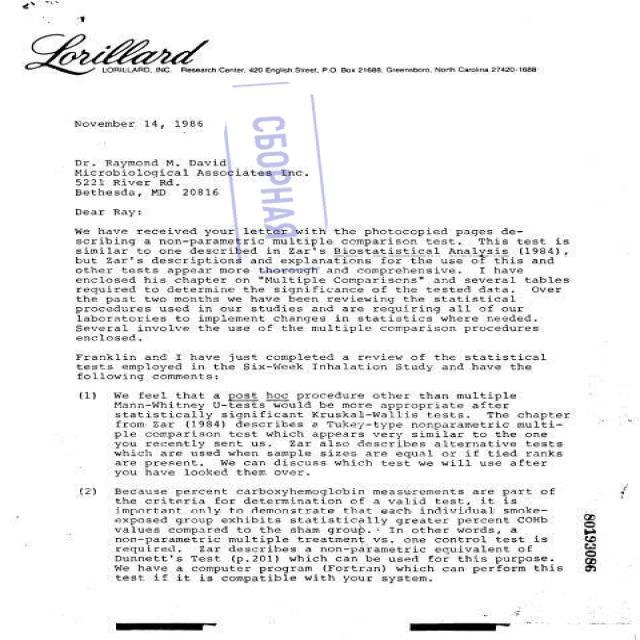 Lorillard
LORILLARD, INC. Research Center, 420 English Street, P.O. Box 21688, Greensboro, North Carolina 27420-1688
November 14, 1986
Dr. Raymond M. David
Microbiological Associates Inc.
5221 River Rd.
Bethesda, MD 20816
СБОРНАЯ
Dear Ray:
We have received your letter with the photocopied pages de-
scribing a non-parametric multiple comparison test. This test is
similar to one described in Zar's Biostatistical Analysis (1984),
but Zar's descriptions and explanations for the use of this and
other tests appear more thorough and comprehensive. I have
enclosed his chapter on "Multiple Comparisons" and several tables
required to determine the significance of the tested data. Over
the past two months we have been reviewing the statistical
procedures used in our studies and are requiring all of our
laboratories to implement changes in statistics where needed.
Several involve the use of the multiple comparison procedures
enclosed.
Franklin and I have just completed a review of the statistical
tests employed in the Six-Week Inhalation Study and have the
following comments:
(1) We feel that a post hoc procedure other than multiple
Mann-Whitney U-tests would be more appropriate after
statistically significant Kruskal-Wallis tests. The chapter
from Zar (1984) describes a Tukey-type nonparametric multi-
ple comparison test which appears very similar to the one
you recently sent us. Zar also describes alternative tests
which are used when sample sizes are equal or if tied ranks
are present. We can discuss which test we will use after
you have looked them over.
(2) Because percent carboxyhemoglobin measurements are part of
the criteria for determination of a valid test, it is
important only to demonstrate that each individual smoke-
exposed group exhibits statistically greater percent COHb
values compared to the sham group. In other words, a
non-parametric multiple treatment vs. one control test is
required. Zar describes a non-parametric equivalent of
Dunnett's Test (p.201) which can be used for this purpose.
We have a computer program (Fortran) which can perform this
test if it is compatible with your system.
80193086